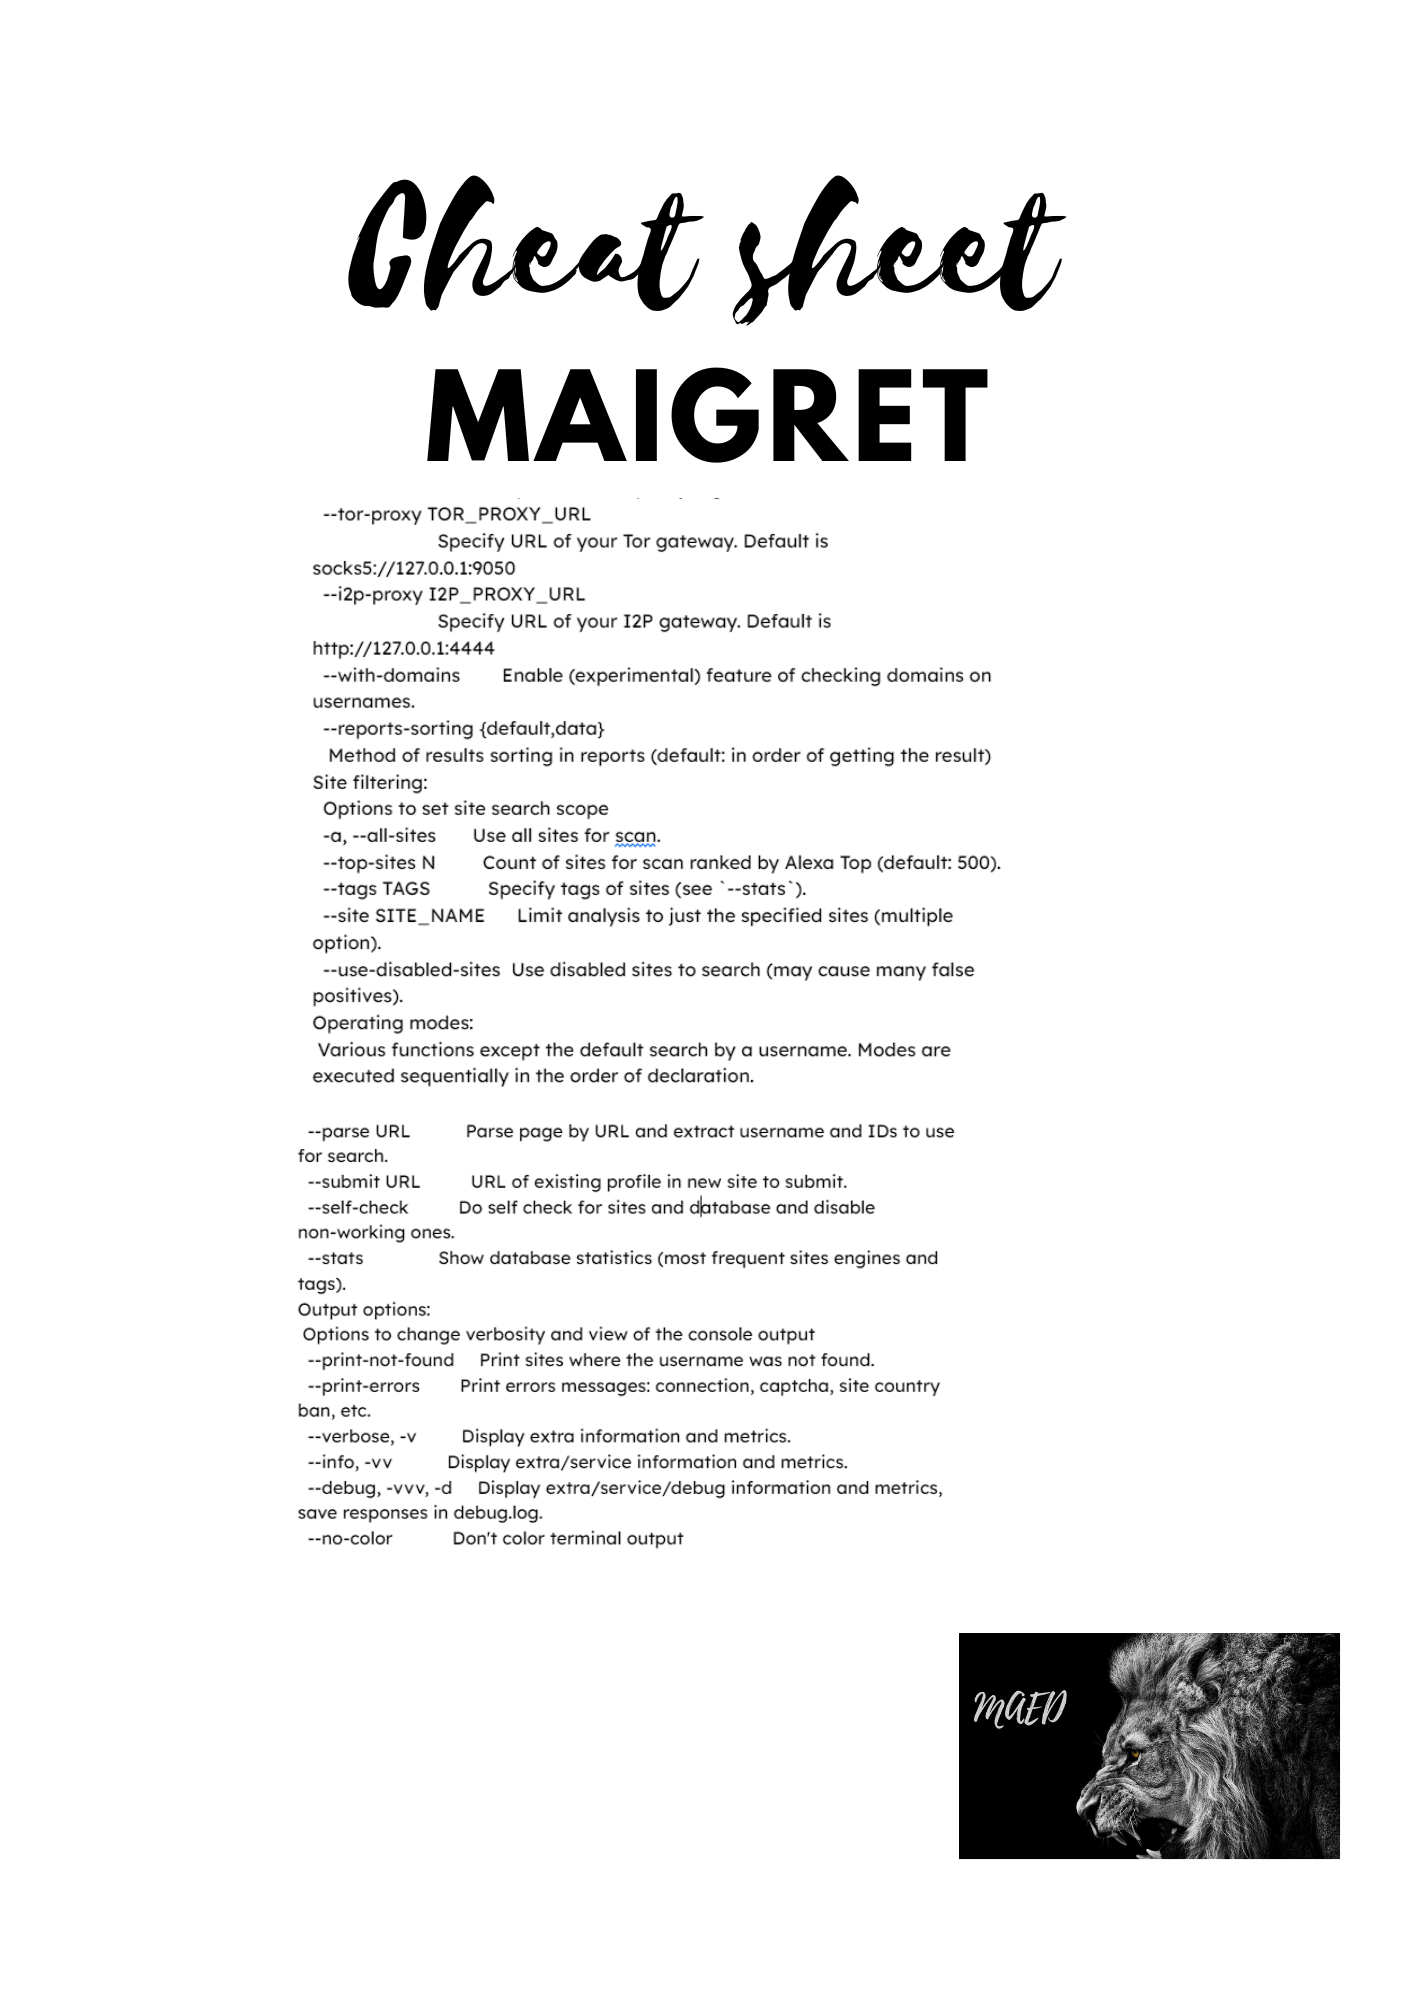 Cheat sheet
MAIGRET
--tor-proxy TOR_PROXY_URL
Specify URL of your Tor gateway. Default is
socks5://127.0.0.1:9050
--i2p-proxy I2P_PROXY_URL
Specify URL of your I2P gateway. Default is
http://127.0.0.1:4444
--with-domains Enable (experimental) feature of checking domains on
usernames.
--reports-sorting {default,data}
Method of results sorting in reports (default: in order of getting the result)
Site filtering:
Options to set site search scope
-a, --all-sites Use all sites for scan.
--top-sites N Count of sites for scan ranked by Alexa Top (default: 500).
--tags TAGS Specify tags of sites (see `--stats`).
--site SITE_NAME Limit analysis to just the specified sites (multiple
option).
--use-disabled-sites Use disabled sites to search (may cause many false
positives).
Operating modes:
Various functions except the default search by a username. Modes are
executed sequentially in the order of declaration.
--parse URL Parse page by URL and extract username and IDs to use
for search.
--submit URL URL of existing profile in new site to submit.
--self-check Do self check for sites and database and disable
non-working ones.
--stats Show database statistics (most frequent sites engines and
tags).
Output options:
Options to change verbosity and view of the console output
--print-not-found Print sites where the username was not found.
--print-errors Print errors messages: connection, captcha, site country
ban, etc.
--verbose, -v Display extra information and metrics.
--info, -vv Display extra/service information and metrics.
--debug, -vvv, -d Display extra/service/debug information and metrics,
save responses in debug.log.
--no-color Don't color terminal output
MAED